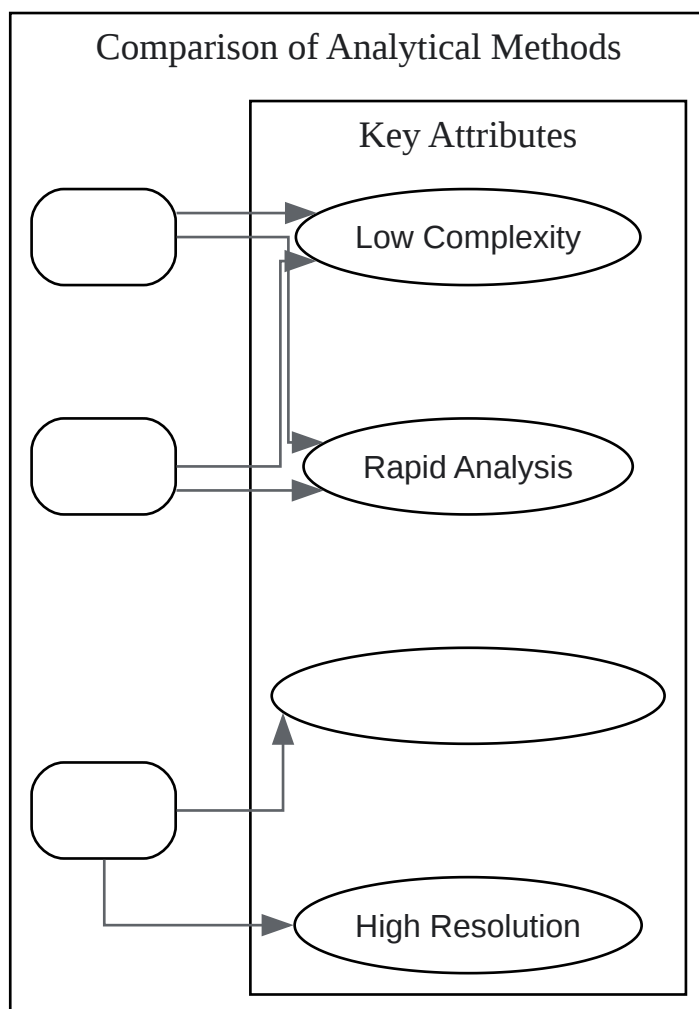 Comparison of Analytical Methods
Key Attributes
Low Complexity
Rapid Analysis
High Resolution